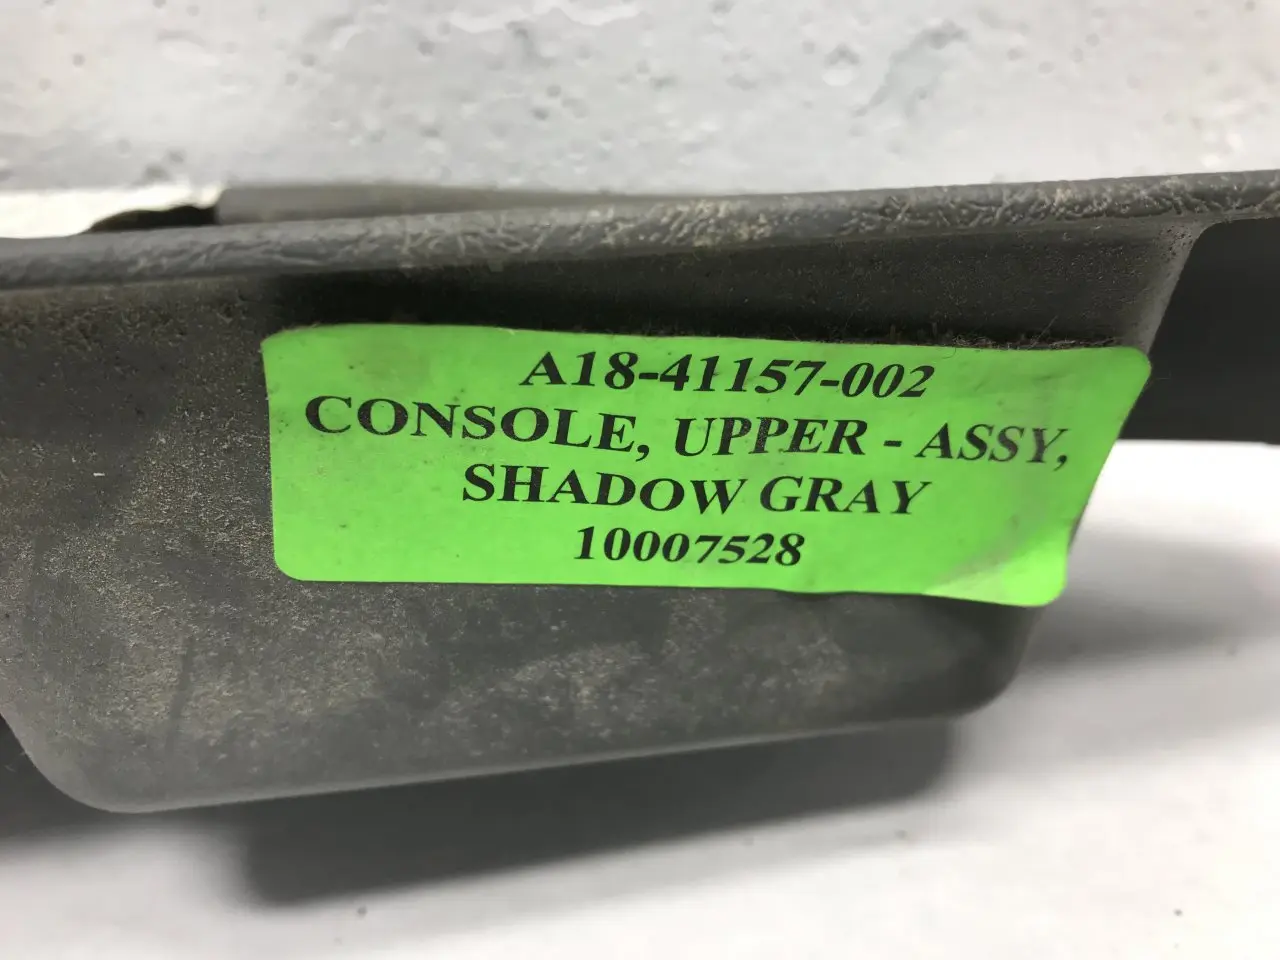 A18-41157-002
CONSOLE, UPPER - ASSY,
SHADOW GRAY
10007528